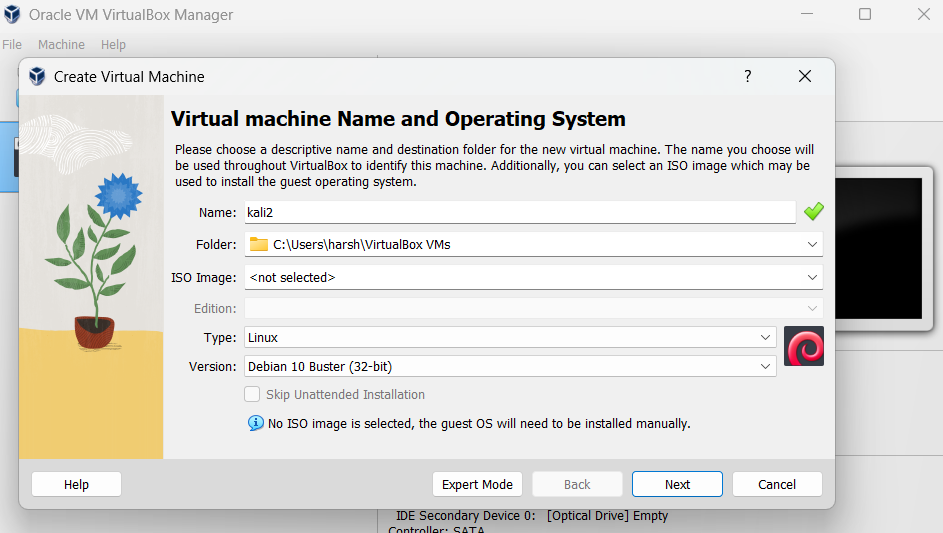 Oracle VM VirtualBox Manager
File Machine Help
Create Virtual Machine
?
Virtual machine Name and Operating System
Please choose a descriptive name and destination folder for the new virtual machine. The name you choose will
be used throughout VirtualBox to identify this machine. Additionally, you can select an ISO image which may be
used to install the guest operating system.
Name: kali2
Folder: C:\Users\harsh\VirtualBox VMs
ISO Image: <not selected>
Edition:
Type: Linux
Version: Debian 10 Buster (32-bit)
Skip Unattended Installation
No ISO image is selected, the guest OS will need to be installed manually.
Help Expert Mode Back Next Cancel
IDE Secondary Device 0: [Optical Drive] Empty
Controller: SATA